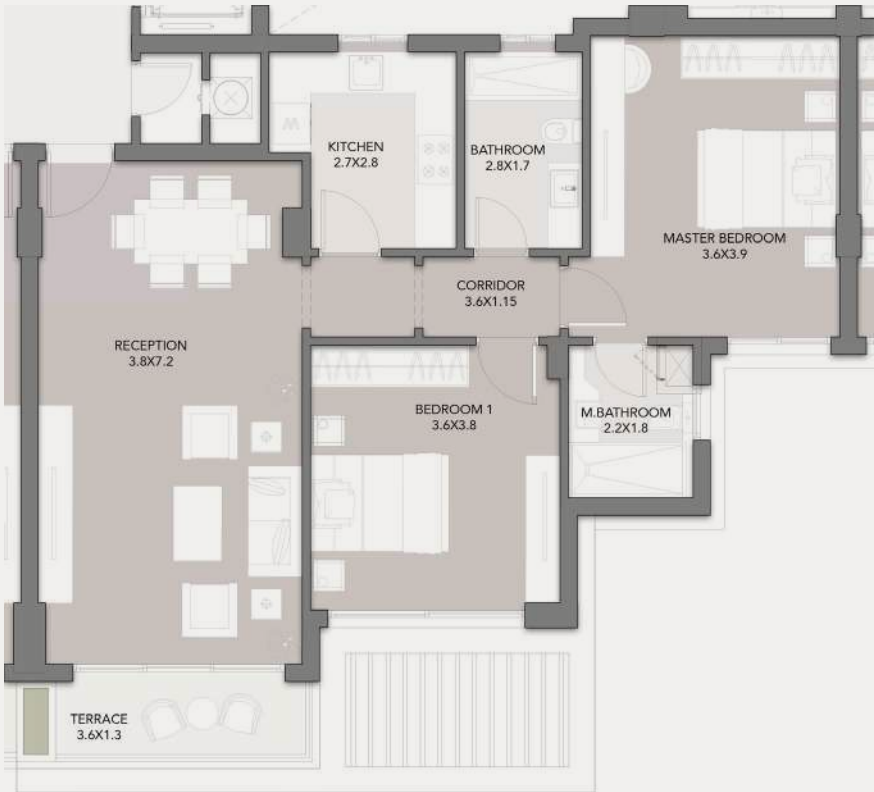 KITCHEN
2.7X2.8
BATHROOM
2.8X1.7
MASTER BEDROOM
3.6X3.9
CORRIDOR
3.6X1.15
RECEPTION
3.8X7.2
BEDROOM 1
3.6X3.8
M.BATHROOM
2.2X1.8
TERRACE
3.6X1.3